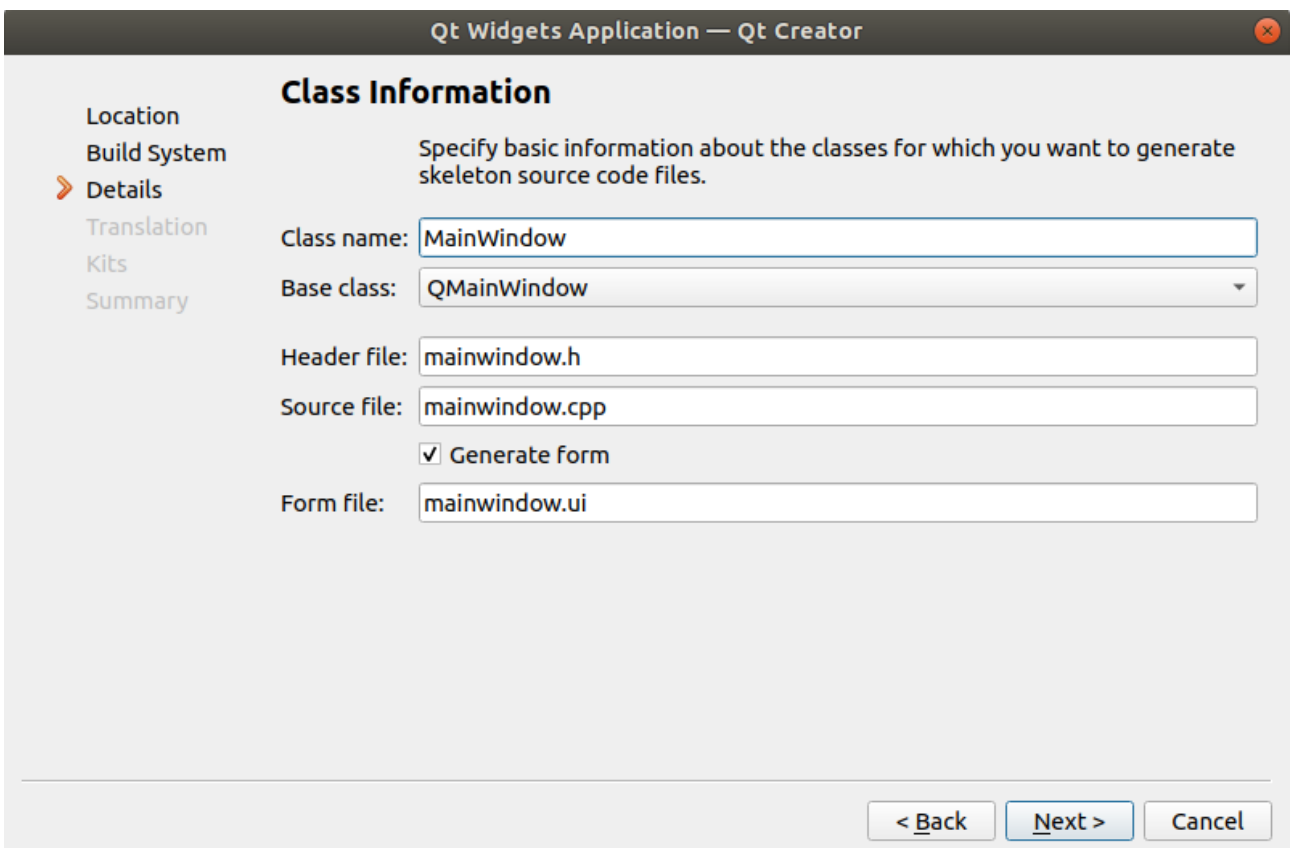 Qt Widgets Application — Qt Creator
Location
Build System
Details
Translation
Kits
Summary
Class Information
Specify basic information about the classes for which you want to generate
skeleton source code files.
Class name: MainWindow
Base class: QMainWindow
Header file: mainwindow.h
Source file: mainwindow.cpp
Generate form
Form file: mainwindow.ui
< Back Next > Cancel